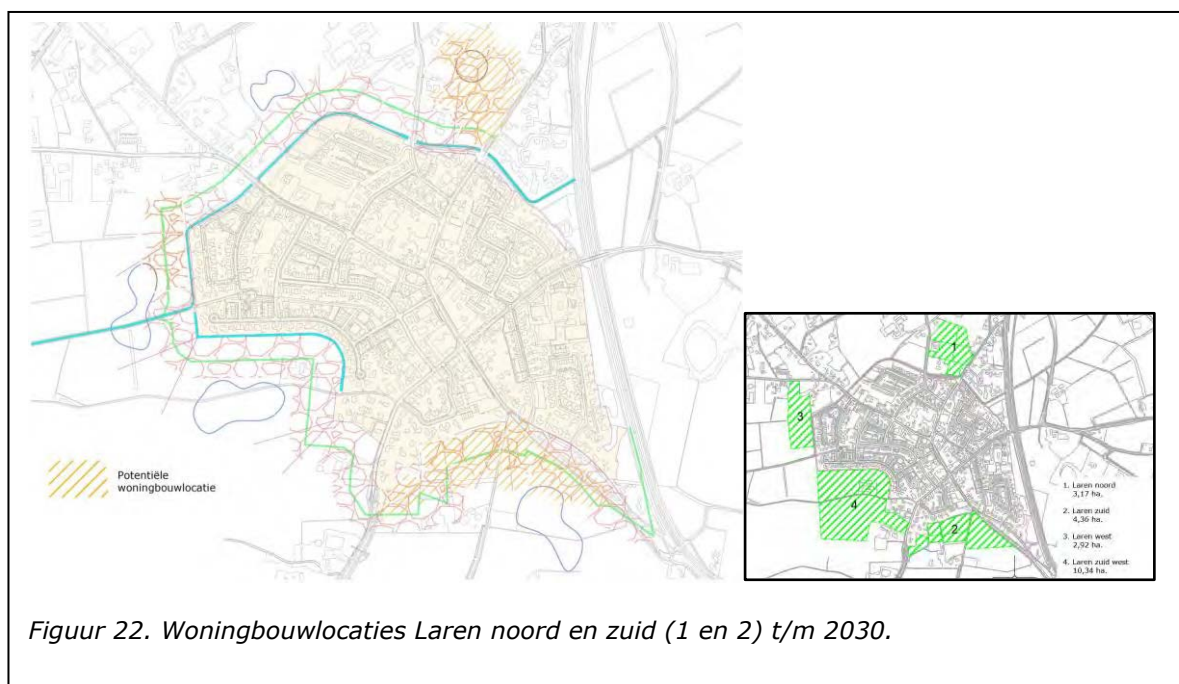 Potentiële
woningbouwlocatie
1
3
4
2
1. Laren noord
3,17 ha.
2. Laren zuid
4,36 ha.
3. Laren west
2,92 ha.
4. Laren zuid west
10,34 ha.
Figuur 22. Woningbouwlocaties Laren noord en zuid (1 en 2) t/m 2030.